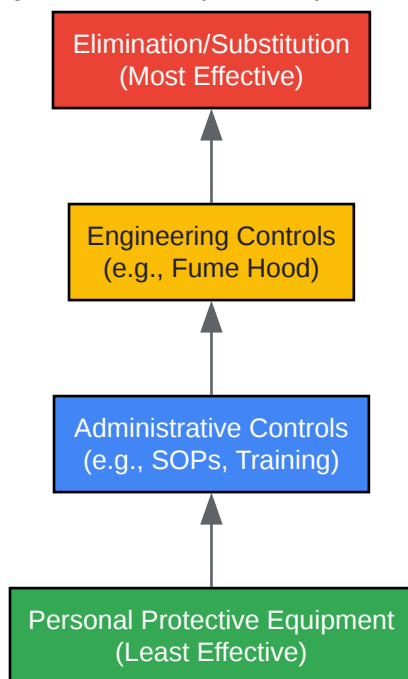 Elimination/Substitution
(Most Effective)
Engineering Controls
(e.g., Fume Hood)
Administrative Controls
(e.g., SOPs, Training)
Personal Protective Equipment
(Least Effective)